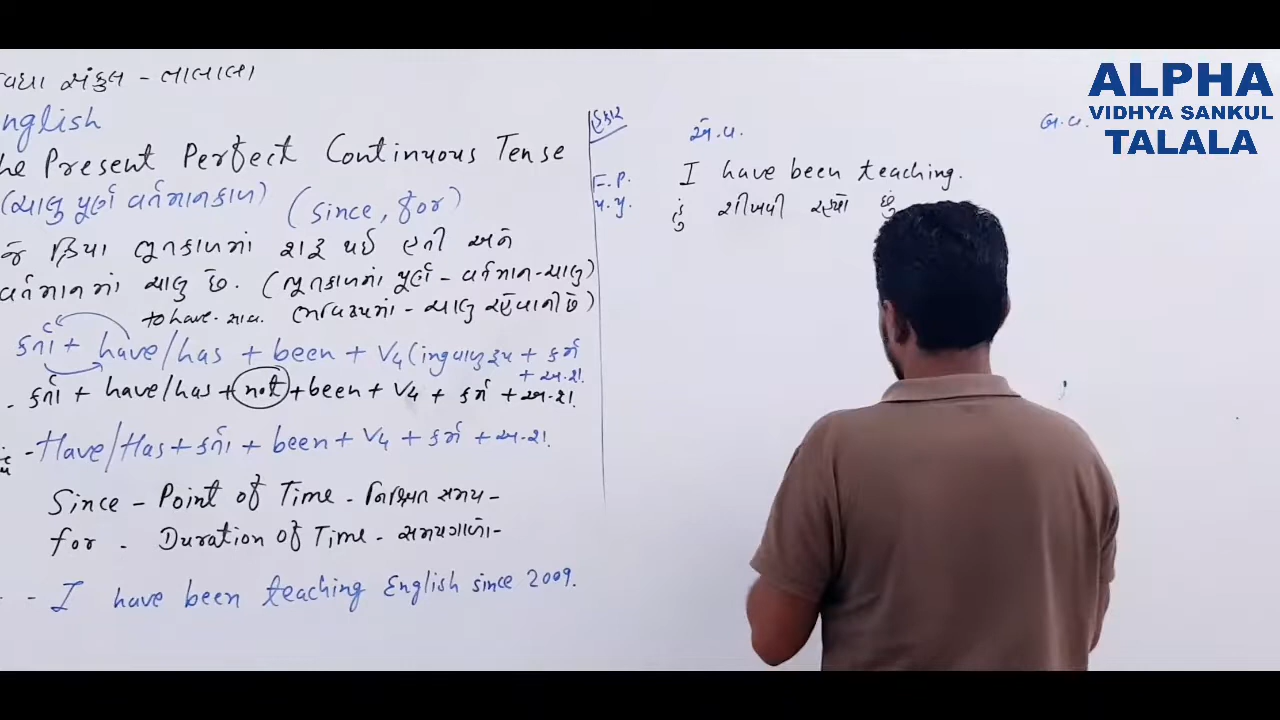 વિદ્યા સંકુલ - તાલાલા
nglish
he Present Perfect Continuous Tense
(ચાલુ પૂર્ણ વર્તમાનકાળ) (since, for)
જે ક્રિયા ભૂતકાળમાં શરૂ થઈ હતી અને
વર્તમાનમાં ચાલુ છે. (ભૂતકાળમાં પૂર્ણ - વર્તમાન-ચાલુ)
to have. ભવિષ્યમાં - ચાલુ રહેવાની છે)
કર્તા + have/has + been + V4 ( + કર્મ
+ અ.શ.
- કર્તા + have/has + not + been + V4 + કર્મ + અ.શ.
- Have/Has + કર્તા + been + V4 + કર્મ + અ.શ.
Since - Point of Time - નિશ્ચિત સમય -
for - Duration of Time - સમયગાળો -
- I have been teaching English since 2009.
હકાર
એ.વ.
બ.વ.
F.P.
પ.પુ.
I have been teaching.
હું શીખવી રહ્યો છું
ALPHA
VIDHYA SANKUL
TALALA